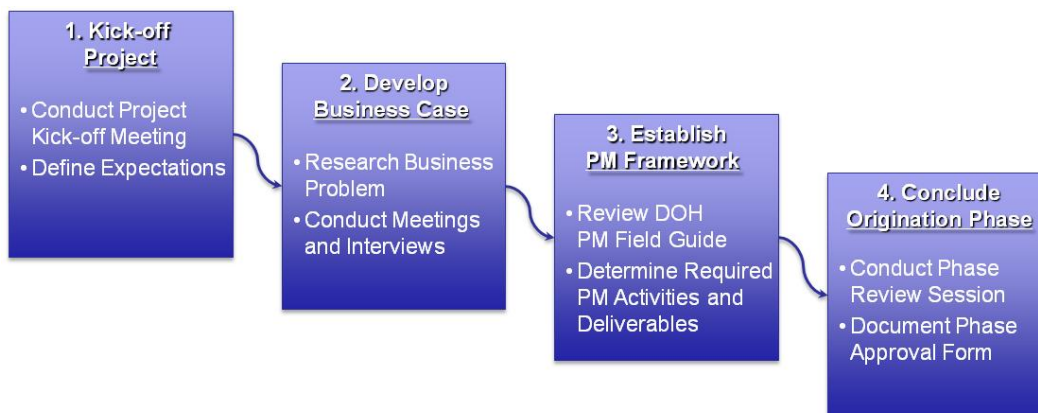 1. Kick-off
Project
• Conduct Project
Kick-off Meeting
• Define Expectations
2. Develop
Business Case
• Research Business
Problem
• Conduct Meetings
and Interviews
3. Establish
PM Framework
• Review DOH
PM Field Guide
• Determine Required
PM Activities and
Deliverables
4. Conclude
Origination Phase
• Conduct Phase
Review Session
• Document Phase
Approval Form